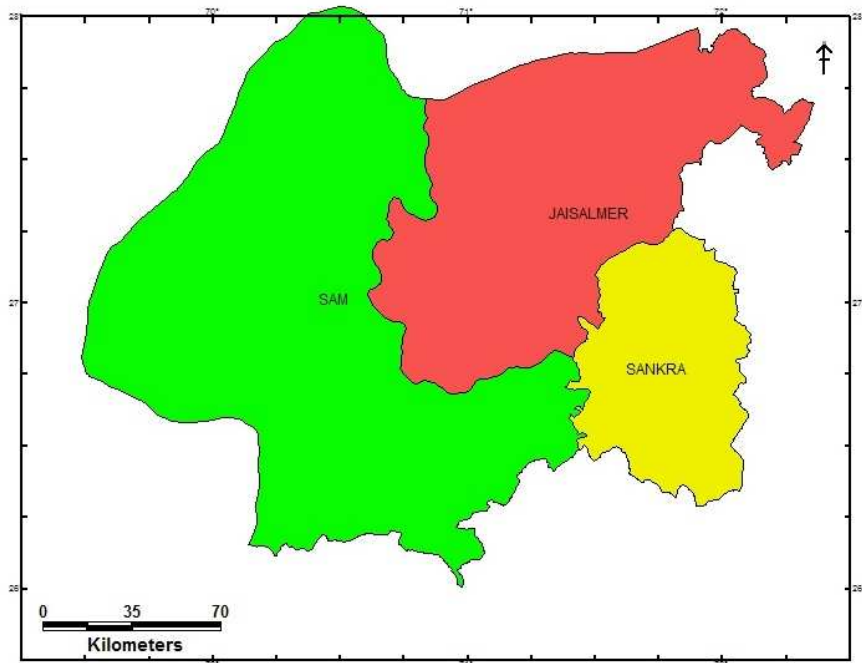 70° 71° 72°
28 28
JAISALMER
27 SAM 27
SANKRA
26 26
0 35 70
Kilometers